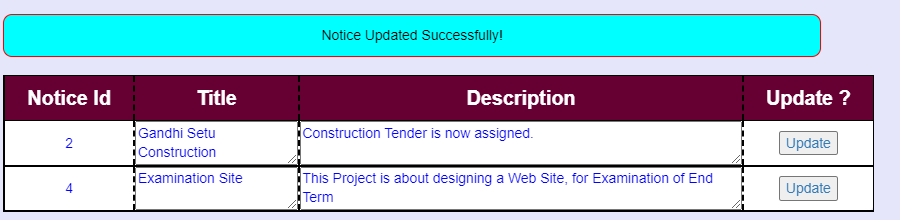 Notice Updated Successfully!
Notice Id Title Description Update ?
2 Gandhi Setu Construction Tender is now assigned. Update
Construction
4 Examination Site This Project is about designing a Web Site, for Examination of End Update
Term